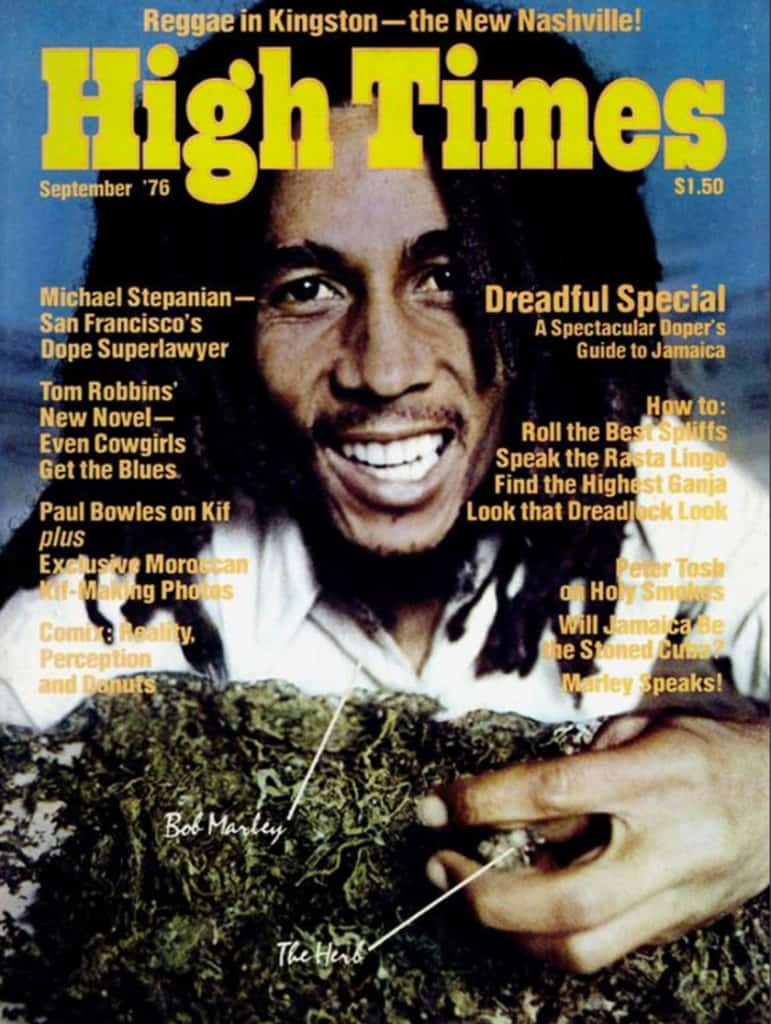 Reggae in Kingston—the New Nashville!
High Times
September '76
$1.50
Michael Stepanian—
San Francisco's
Dope Superlawyer
Tom Robbins'
New Novel—
Even Cowgirls
Get the Blues
Paul Bowles on Kif
plus
Exclusive Moroccan
Kif-Making Photos
Comix: Reality,
Perception
and Donuts
Dreadful Special
A Spectacular Doper's
Guide to Jamaica
How to:
Roll the Best Spliffs
Speak the Rasta Lingo
Find the Highest Ganja
Look that Dreadlock Look
Peter Tosh
on Holy Smokes
Will Jamaica Be
the Stoned Cuba?
Marley Speaks!
Bob Marley
The Herb